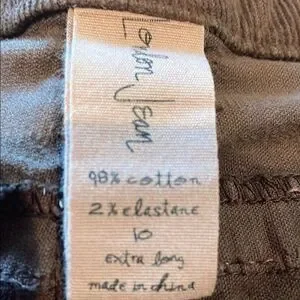 London Jean
98% cotton
2% elastane
10
extra long
made in china